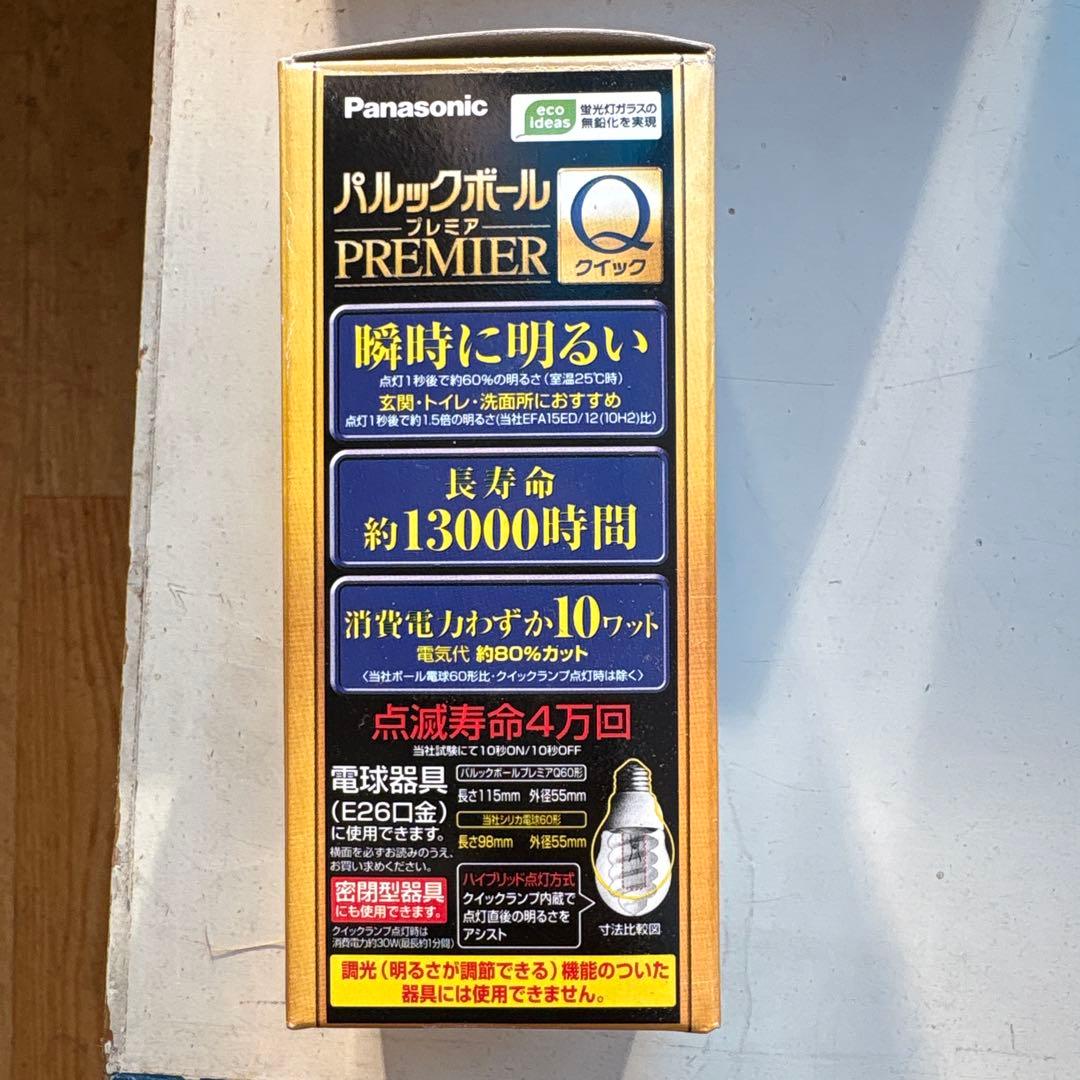 Panasonic
eco
ideas
蛍光灯ガラスの
無鉛化を実現
パルックボール
プレミア
PREMIER
Q
クイック
瞬時に明るい
点灯1秒後で約60%の明るさ(室温25℃時)
玄関・トイレ・洗面所におすすめ
点灯1秒後で約1.5倍の明るさ(当社EFA15ED/12(10H2)比)
長寿命
約13000時間
消費電力わずか10ワット
電気代 約80%カット
〈当社ボール電球60形比・クイックランプ点灯時は除く〉
点滅寿命4万回
当社試験にて10秒ON/10秒OFF
電球器具
(E26口金)
に使用できます。
横面を必ずお読みのうえ、
お買い求めください。
密閉型器具
にも使用できます。
クイックランプ点灯時は
消費電力約30W(最長約1分間)
パルックボールプレミアQ60形
長さ115mm 外径55mm
当社シリカ電球60形
長さ98mm 外径55mm
ハイブリッド点灯方式
クイックランプ内蔵で
点灯直後の明るさを
アシスト
寸法比較図
調光(明るさが調節できる)機能のついた
器具には使用できません。